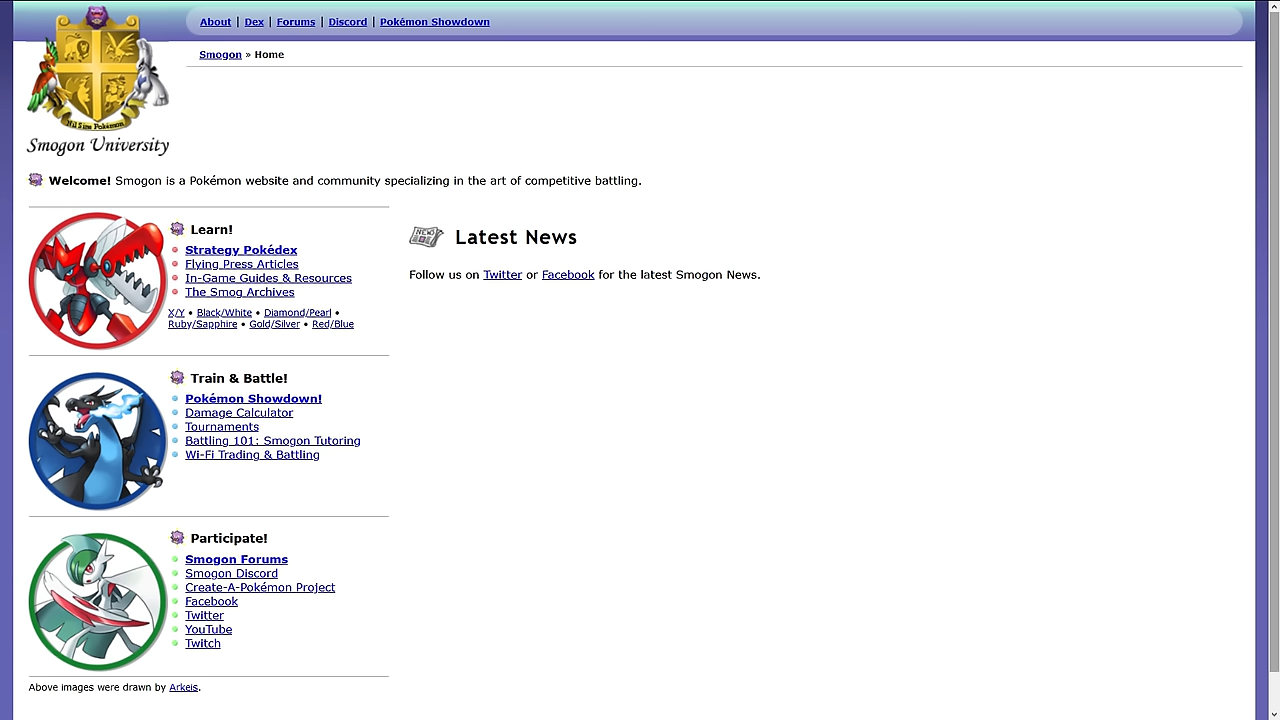 About | Dex | Forums | Discord | Pokémon Showdown
Smogon » Home
Nil Sine Pokémon
Smogon University
Welcome! Smogon is a Pokémon website and community specializing in the art of competitive battling.
Learn!
Strategy Pokédex
Flying Press Articles
In-Game Guides & Resources
The Smog Archives
X/Y • Black/White • Diamond/Pearl •
Ruby/Sapphire • Gold/Silver • Red/Blue
Train & Battle!
Pokémon Showdown!
Damage Calculator
Tournaments
Battling 101: Smogon Tutoring
Wi-Fi Trading & Battling
Participate!
Smogon Forums
Smogon Discord
Create-A-Pokémon Project
Facebook
Twitter
YouTube
Twitch
Above images were drawn by Arkeis.
NEWS
Latest News
Follow us on Twitter or Facebook for the latest Smogon News.